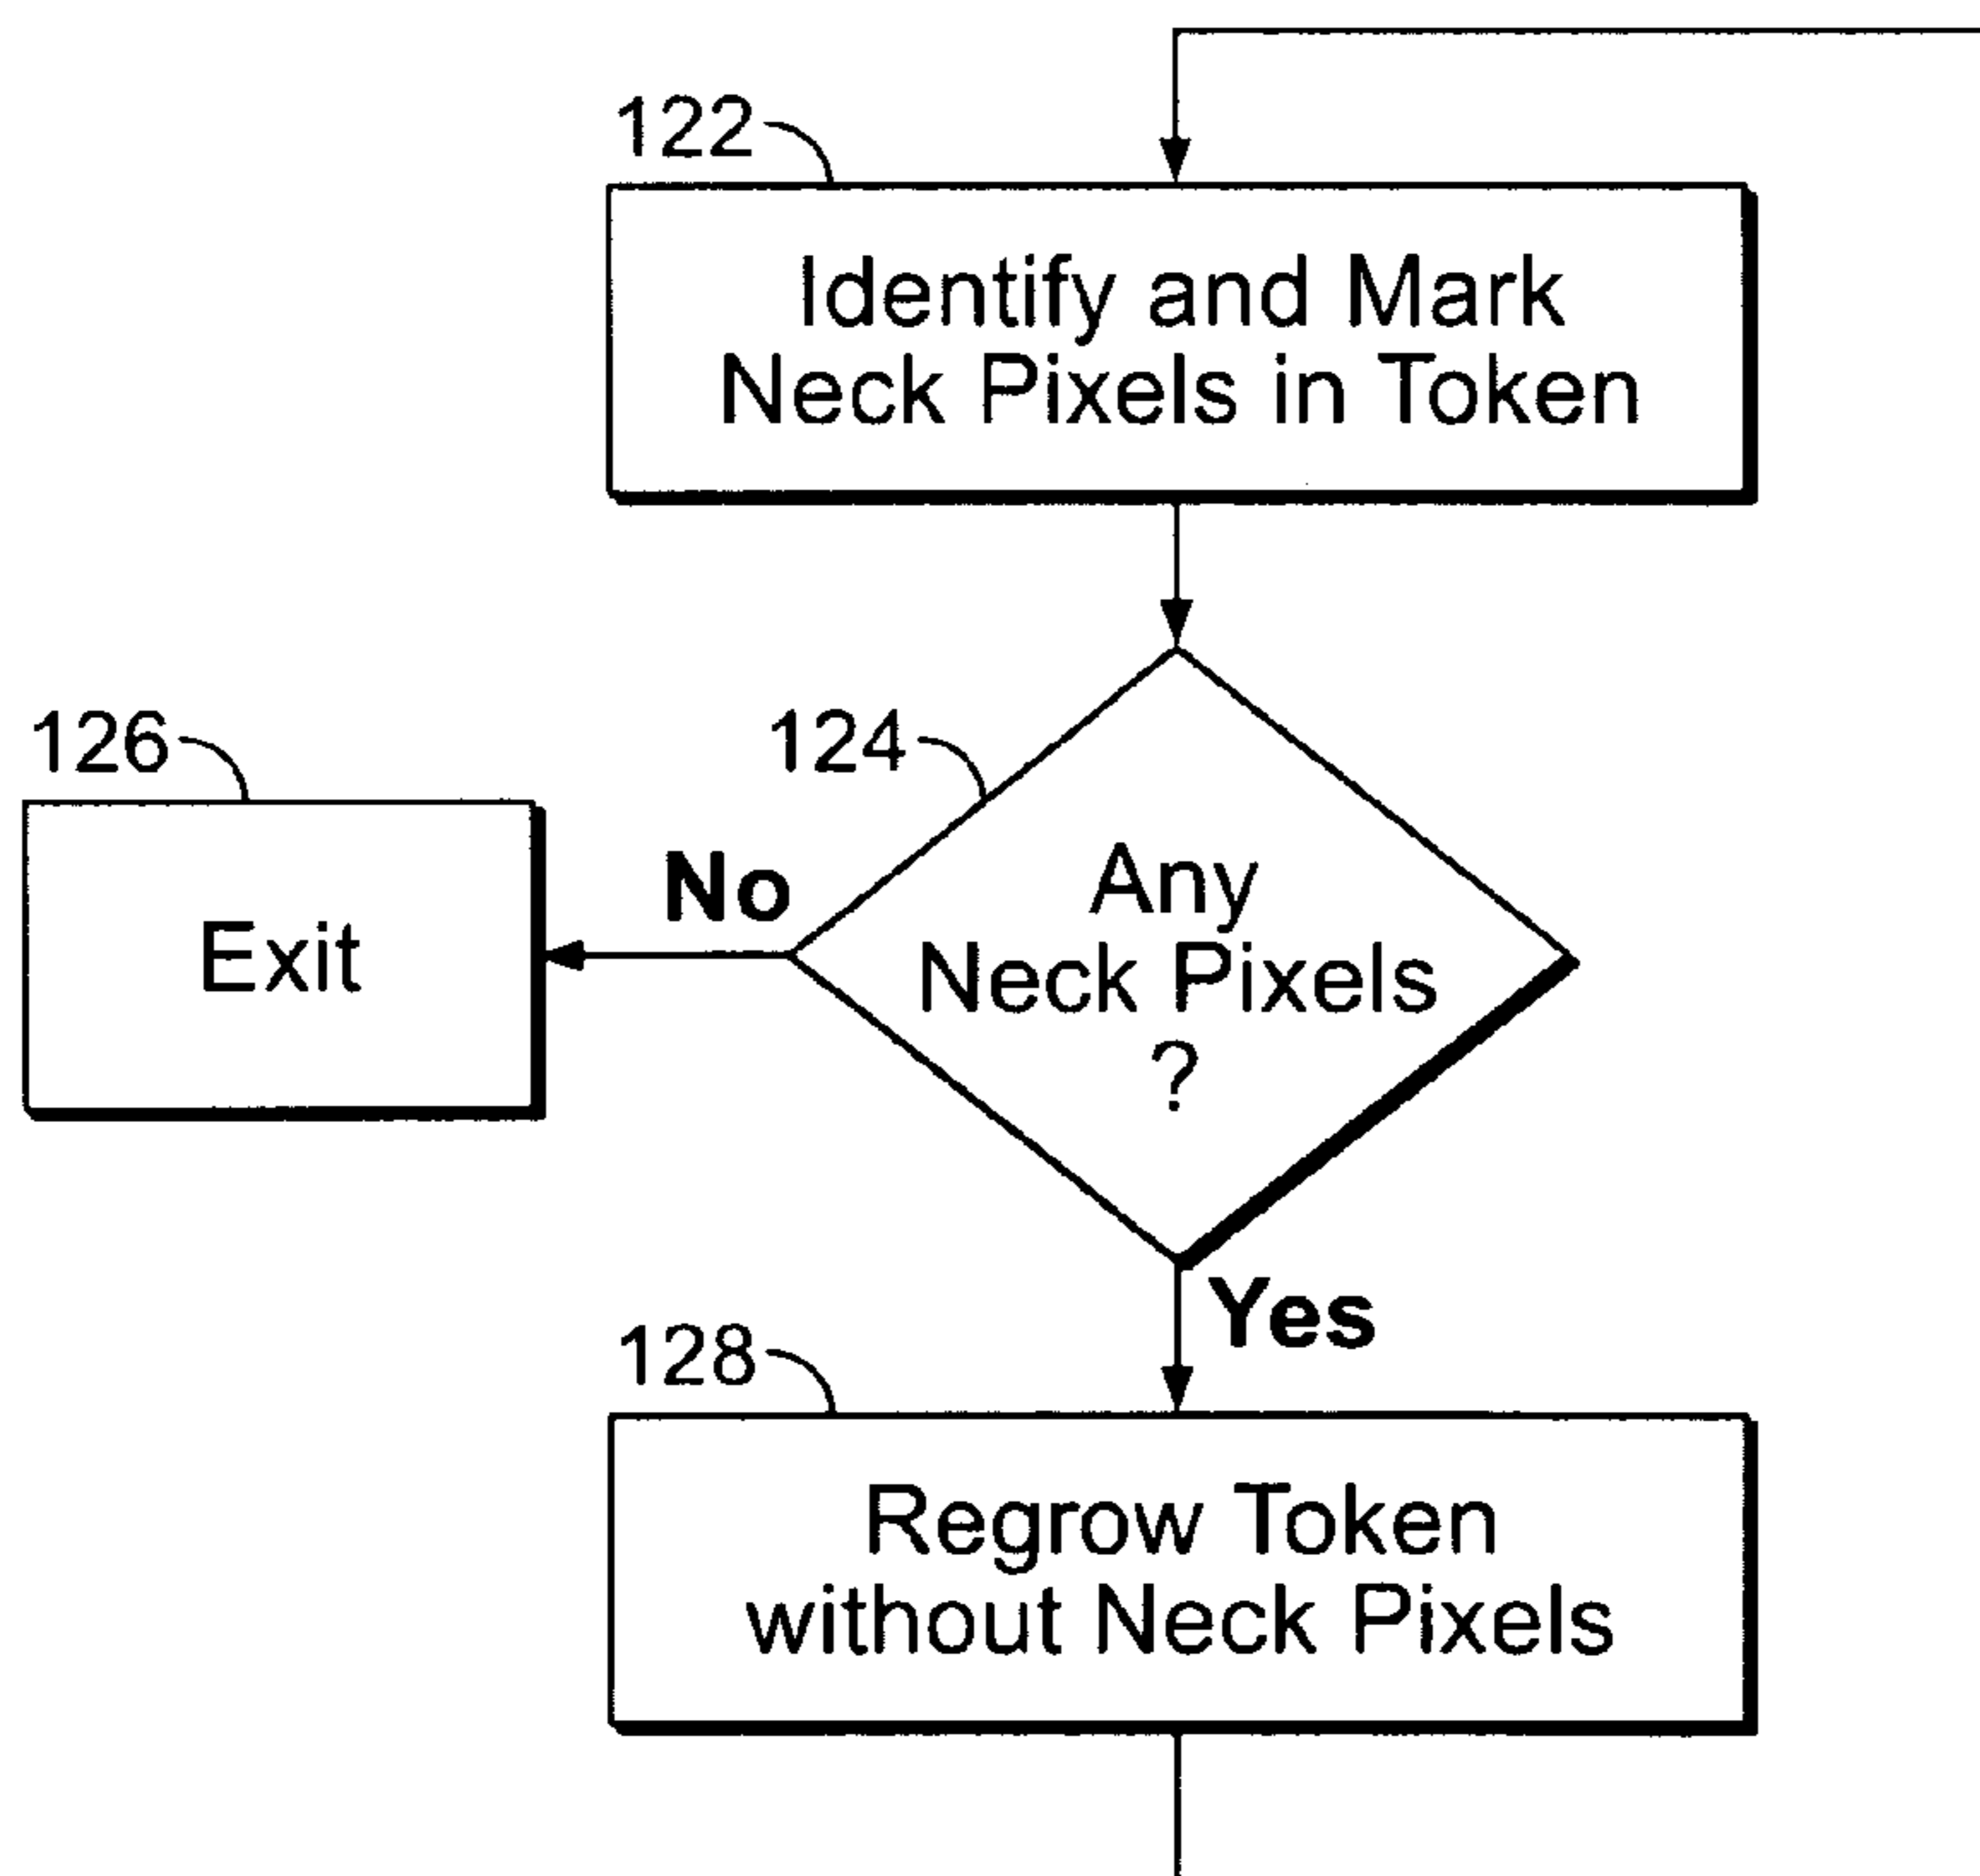 122
Identify and Mark
Neck Pixels in Token
126
124
No
Any
Neck Pixels
?
Exit
Yes
128
Regrow Token
without Neck Pixels